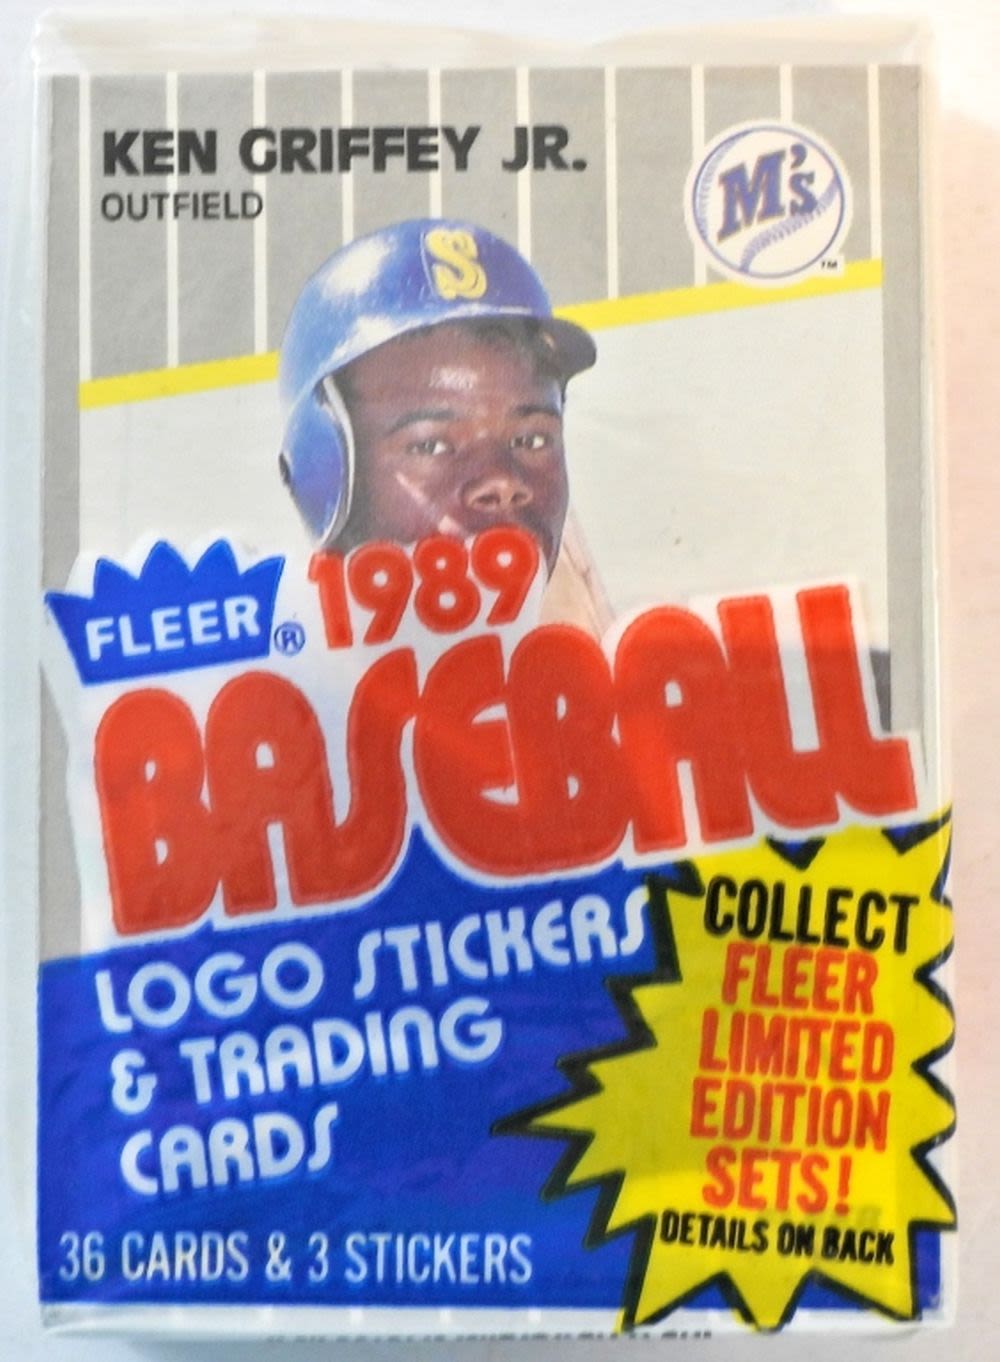 KEN GRIFFEY JR.
OUTFIELD
M's
TM
S
FLEER®
1989
BASEBALL
LOGO STICKERS
& TRADING
CARDS
36 CARDS & 3 STICKERS
COLLECT
FLEER
LIMITED
EDITION
SETS!
DETAILS ON BACK